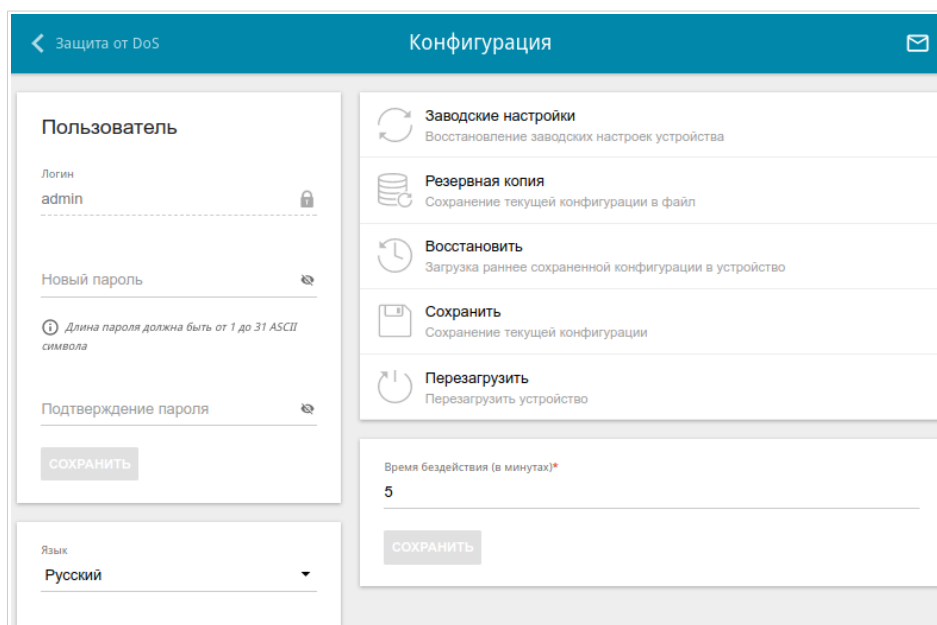 Защита от DoS
Конфигурация
Пользователь
Логин
admin
Новый пароль
Длина пароля должна быть от 1 до 31 ASCII
символа
Подтверждение пароля
СОХРАНИТЬ
Язык
Русский
Заводские настройки
Восстановление заводских настроек устройства
Резервная копия
Сохранение текущей конфигурации в файл
Восстановить
Загрузка раннее сохраненной конфигурации в устройство
Сохранить
Сохранение текущей конфигурации
Перезагрузить
Перезагрузить устройство
Время бездействия (в минутах)*
5
СОХРАНИТЬ